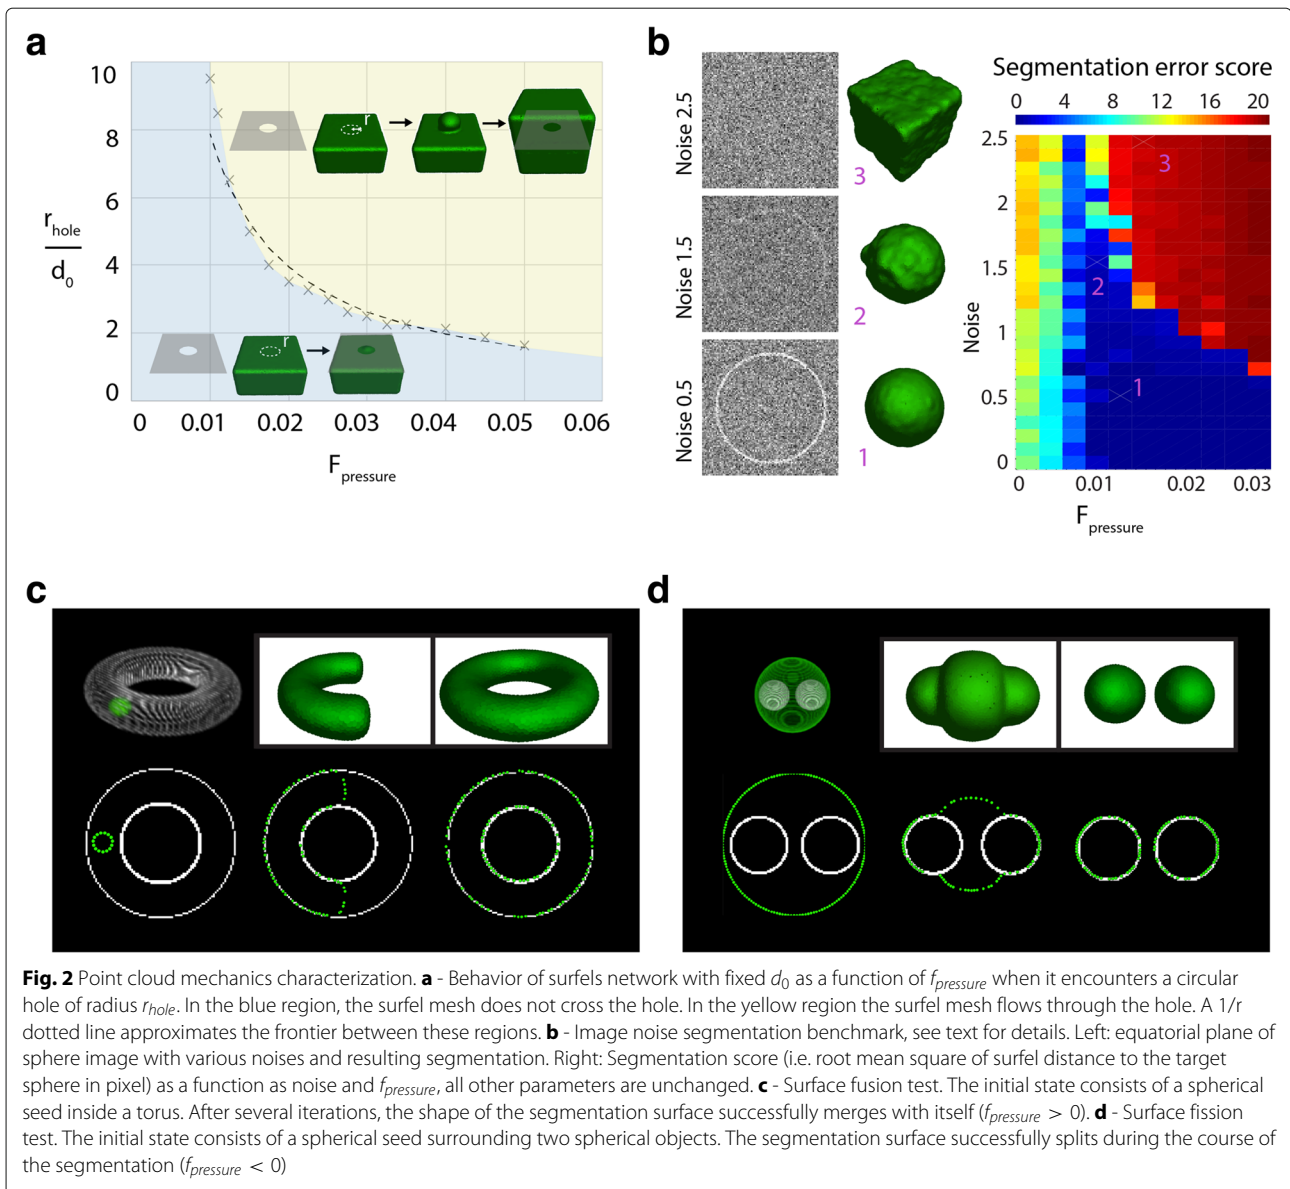 a
10
8
6
4
2
0
r_hole
d_0
r
r
0 0.01 0.02 0.03 0.04 0.05 0.06
F_pressure
b
Noise 2.5
Noise 1.5
Noise 0.5
3
2
1
Segmentation error score
0 4 8 12 16 20
2.5
2
1.5
1
0.5
0
Noise
3
2
1
0 0.01 0.02 0.03
F_pressure
c
d
Fig. 2 Point cloud mechanics characterization. a - Behavior of surfels network with fixed d_0 as a function of f_pressure when it encounters a circular
hole of radius r_hole. In the blue region, the surfel mesh does not cross the hole. In the yellow region the surfel mesh flows through the hole. A 1/r
dotted line approximates the frontier between these regions. b - Image noise segmentation benchmark, see text for details. Left: equatorial plane of
sphere image with various noises and resulting segmentation. Right: Segmentation score (i.e. root mean square of surfel distance to the target
sphere in pixel) as a function as noise and f_pressure, all other parameters are unchanged. c - Surface fusion test. The initial state consists of a spherical
seed inside a torus. After several iterations, the shape of the segmentation surface successfully merges with itself (f_pressure > 0). d - Surface fission
test. The initial state consists of a spherical seed surrounding two spherical objects. The segmentation surface successfully splits during the course of
the segmentation (f_pressure < 0)